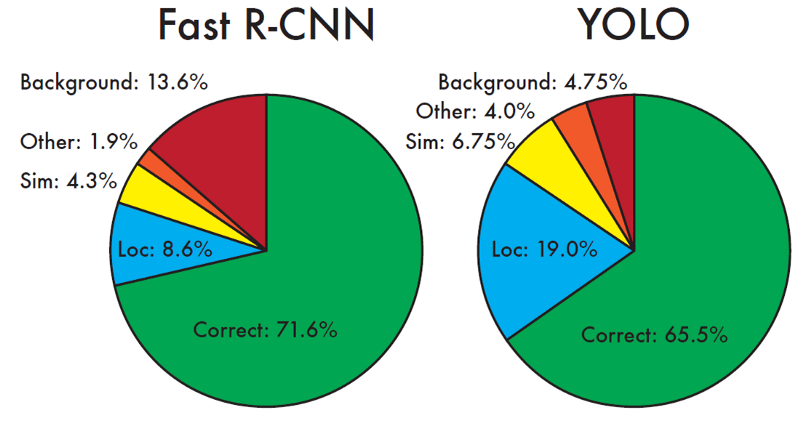 Fast R-CNN
Background: 13.6%
Other: 1.9%
Sim: 4.3%
Loc: 8.6%
Correct: 71.6%
YOLO
Background: 4.75%
Other: 4.0%
Sim: 6.75%
Loc: 19.0%
Correct: 65.5%